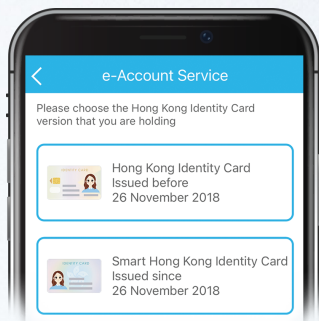 e-Account Service
Please choose the Hong Kong Identity Card
version that you are holding
Hong Kong Identity Card
Issued before
26 November 2018
Smart Hong Kong Identity Card
Issued since
26 November 2018